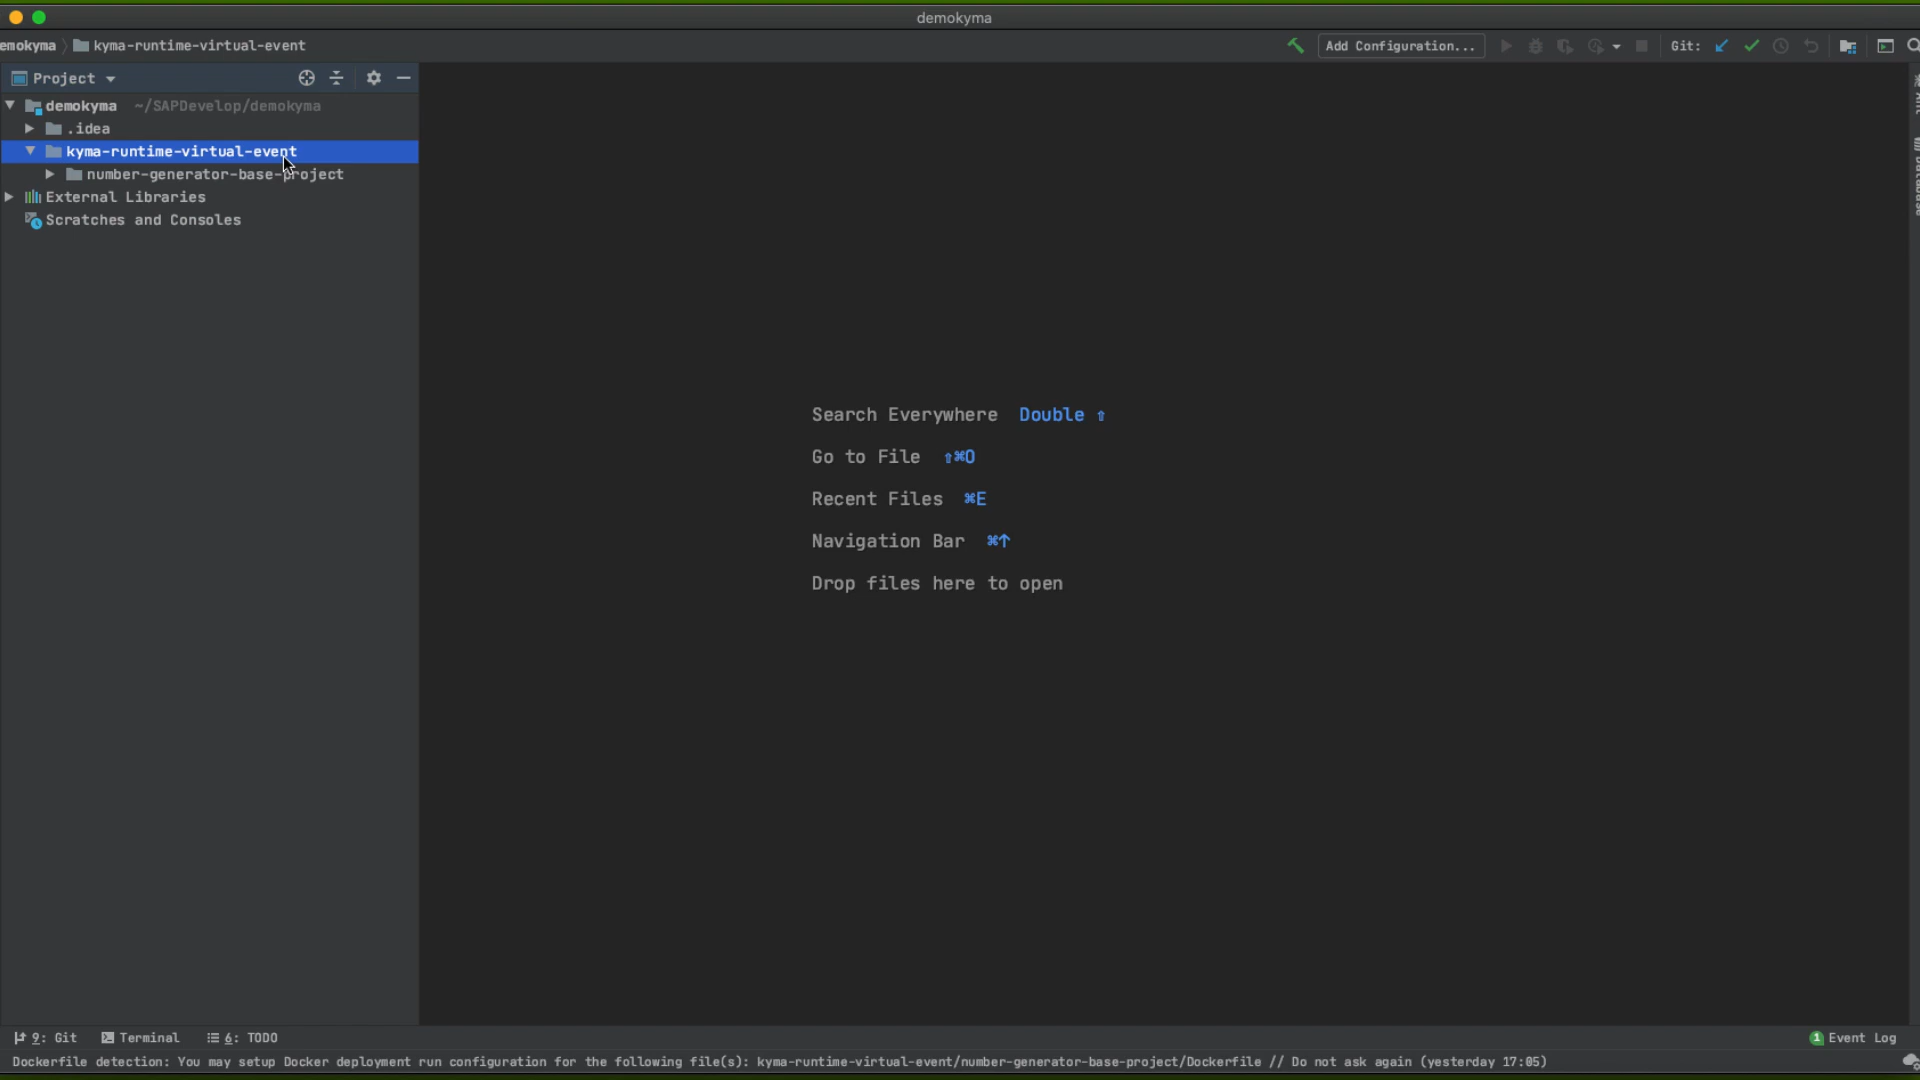 demokyma
emokyma kyma-runtime-virtual-event
Add Configuration... Git:
Project
demokyma ~/SAPDevelop/demokyma
.idea
kyma-runtime-virtual-event
number-generator-base-project
External Libraries
Scratches and Consoles
Search Everywhere Double ⇧
Go to File ⇧⌘O
Recent Files ⌘E
Navigation Bar ⌘↑
Drop files here to open
Database
9: Git Terminal 6: TODO
1 Event Log
Dockerfile detection: You may setup Docker deployment run configuration for the following file(s): kyma-runtime-virtual-event/number-generator-base-project/Dockerfile // Do not ask again (yesterday 17:05)